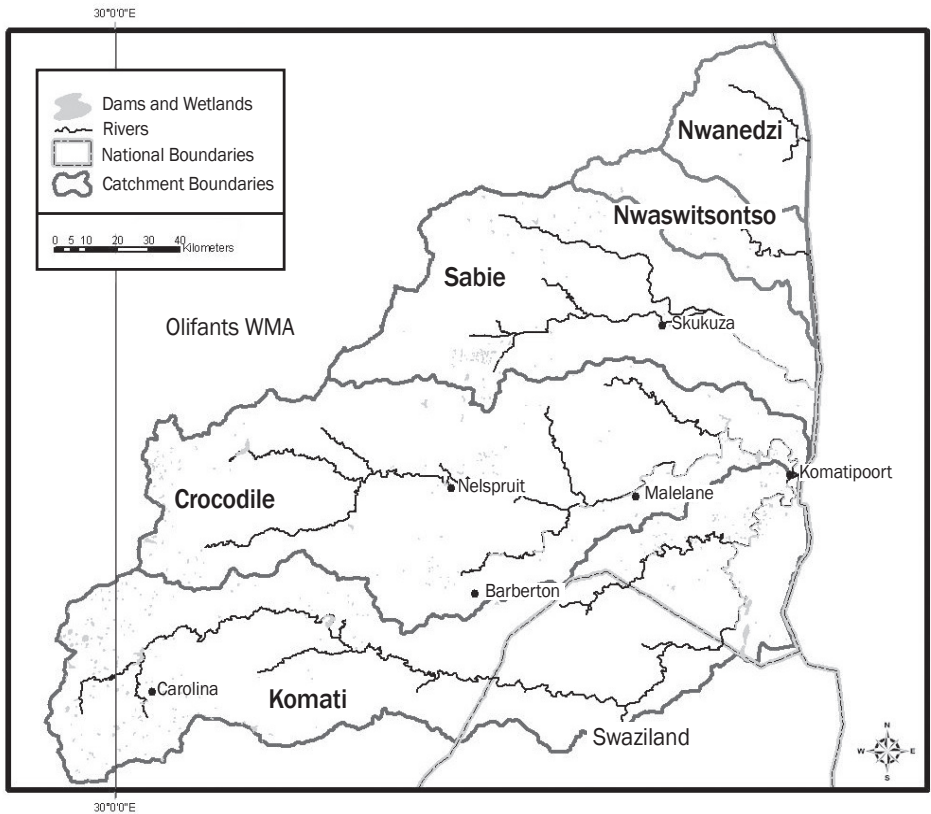 30°0'0"E
Dams and Wetlands
Rivers
National Boundaries
Catchment Boundaries
0 5 10 20 30 40
Kilometers
Nwanedzi
Nwaswitsontso
Sabie
Skukuza
Olifants WMA
Komatipoort
Nelspruit
Malelane
Crocodile
Barberton
Carolina
Komati
Swaziland
N
W E
S
30°0'0"E